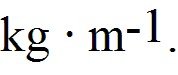 kg · m-1.